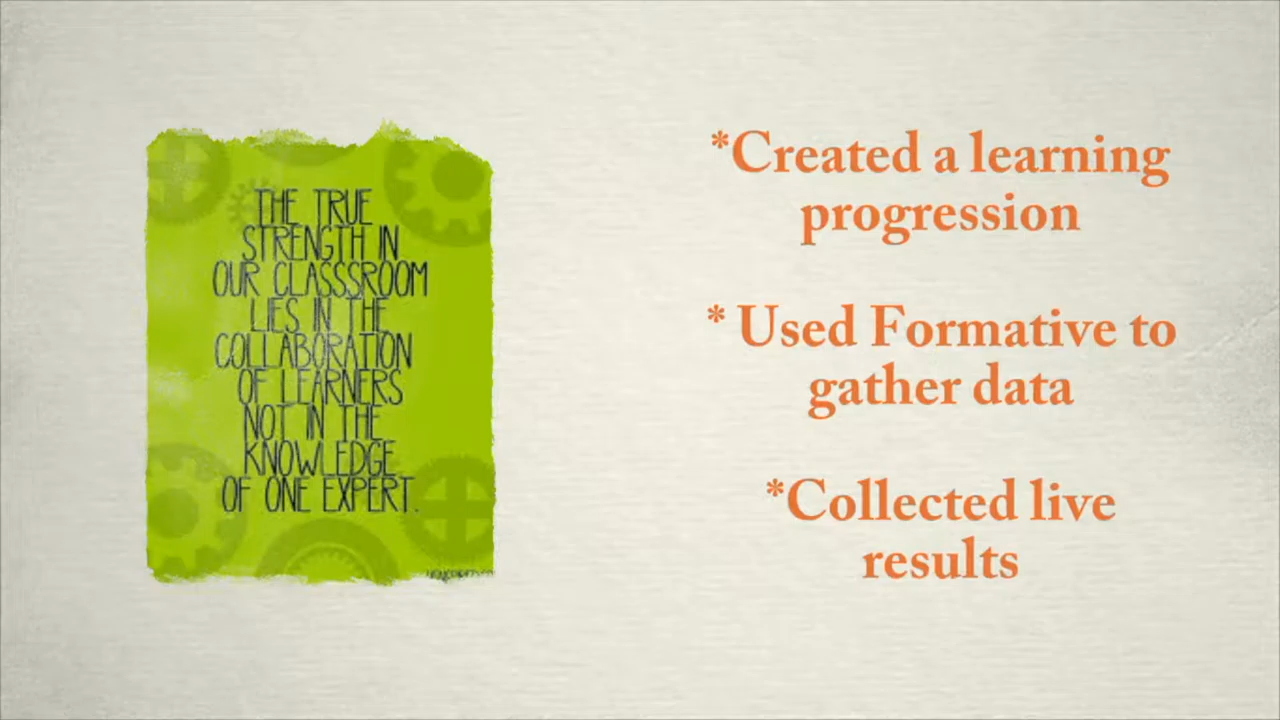 THE TRUE
STRENGTH IN
OUR CLASSSROOM
LIES IN THE
COLLABORATION
OF LEARNERS
NOT IN THE
KNOWLEDGE
OF ONE EXPERT.
*Created a learning
progression
* Used Formative to
gather data
*Collected live
results